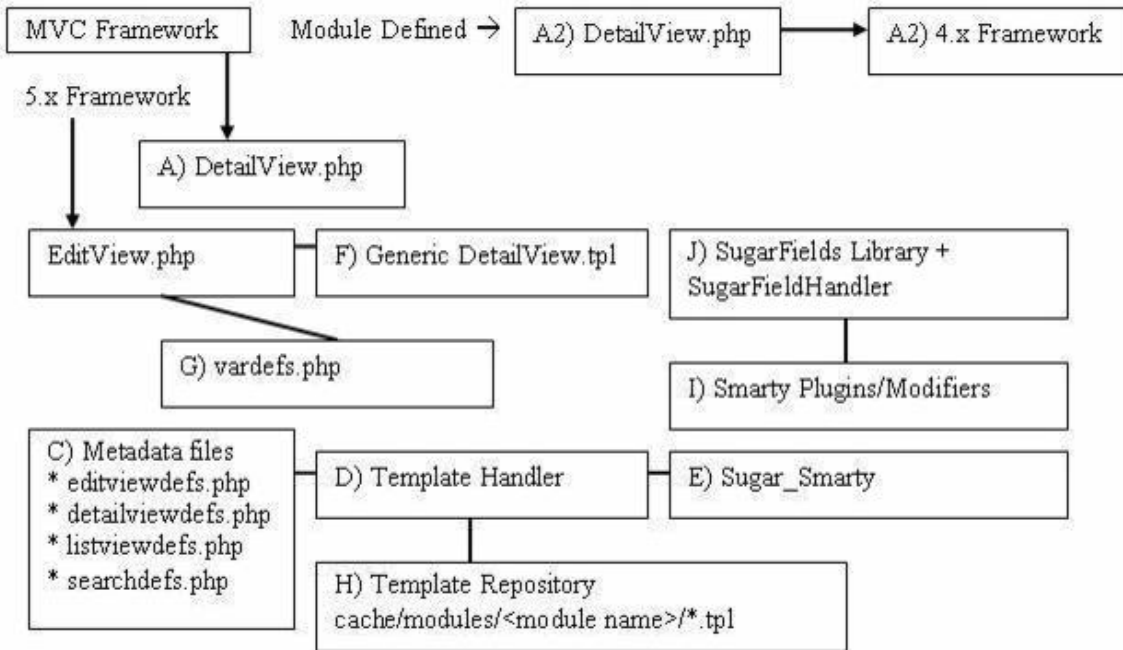 MVC Framework
Module Defined →
A2) DetailView.php
A2) 4.x Framework
5.x Framework
A) DetailView.php
EditView.php
F) Generic DetailView.tpl
J) SugarFields Library +
SugarFieldHandler
G) vardefs.php
I) Smarty Plugins/Modifiers
C) Metadata files
* editviewdefs.php
* detailviewdefs.php
* listviewdefs.php
* searchdefs.php
D) Template Handler
E) Sugar_Smarty
H) Template Repository
cache/modules/<module name>/*.tpl